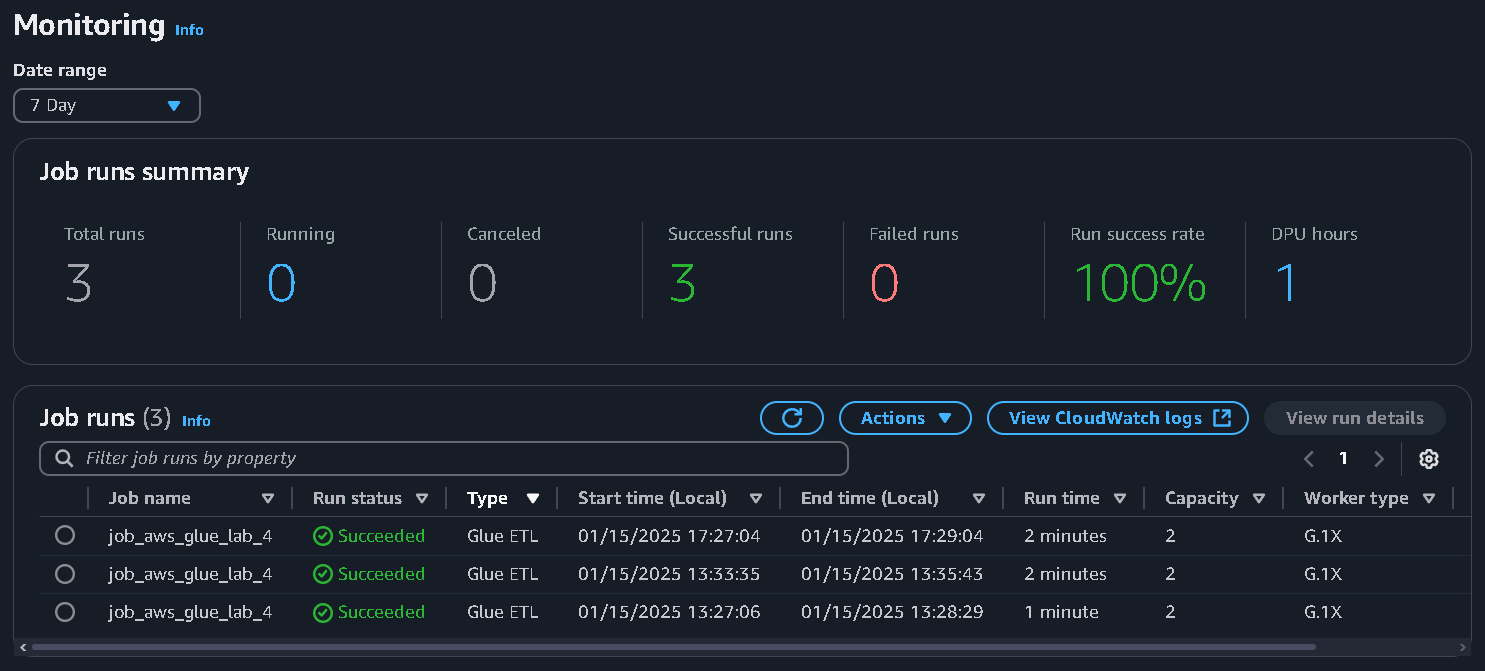 Monitoring Info
Date range
7 Day
Job runs summary
Total runs Running Canceled Successful runs Failed runs Run success rate DPU hours
3 0 0 3 0 100% 1
Job runs (3) Info Actions View CloudWatch logs View run details
Filter job runs by property 1
Job name Run status Type Start time (Local) End time (Local) Run time Capacity Worker type
job_aws_glue_lab_4 Succeeded Glue ETL 01/15/2025 17:27:04 01/15/2025 17:29:04 2 minutes 2 G.1X
job_aws_glue_lab_4 Succeeded Glue ETL 01/15/2025 13:33:35 01/15/2025 13:35:43 2 minutes 2 G.1X
job_aws_glue_lab_4 Succeeded Glue ETL 01/15/2025 13:27:06 01/15/2025 13:28:29 1 minute 2 G.1X